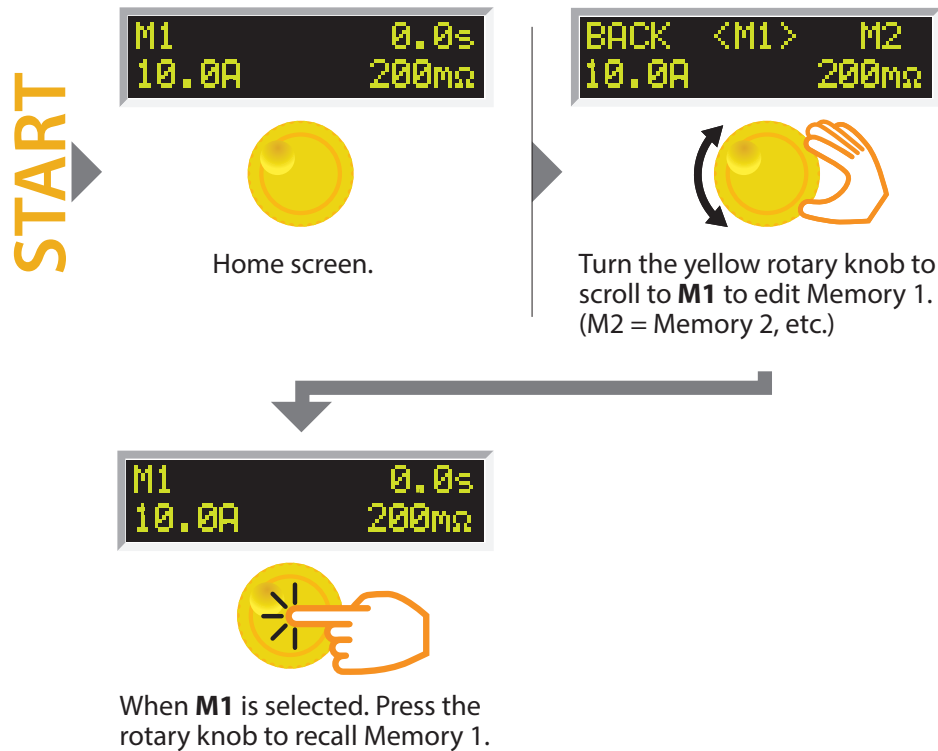 START
M1 0.0s
10.0A 200mΩ
Home screen.
BACK <M1> M2
10.0A 200mΩ
Turn the yellow rotary knob to
scroll to M1 to edit Memory 1.
(M2 = Memory 2, etc.)
M1 0.0s
10.0A 200mΩ
When M1 is selected. Press the
rotary knob to recall Memory 1.